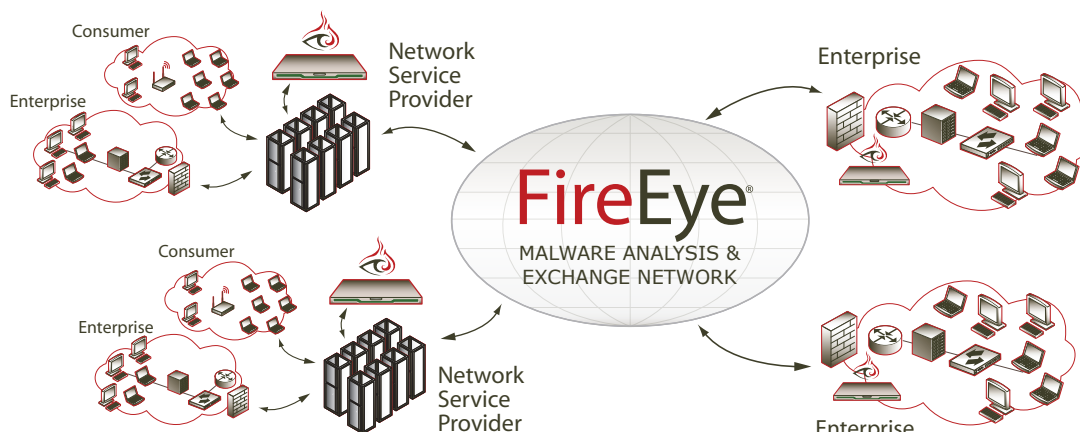 Consumer
Enterprise
Network
Service
Provider
Enterprise
FireEye®
MALWARE ANALYSIS &
EXCHANGE NETWORK
Consumer
Enterprise
Network
Service
Provider
Enterprise